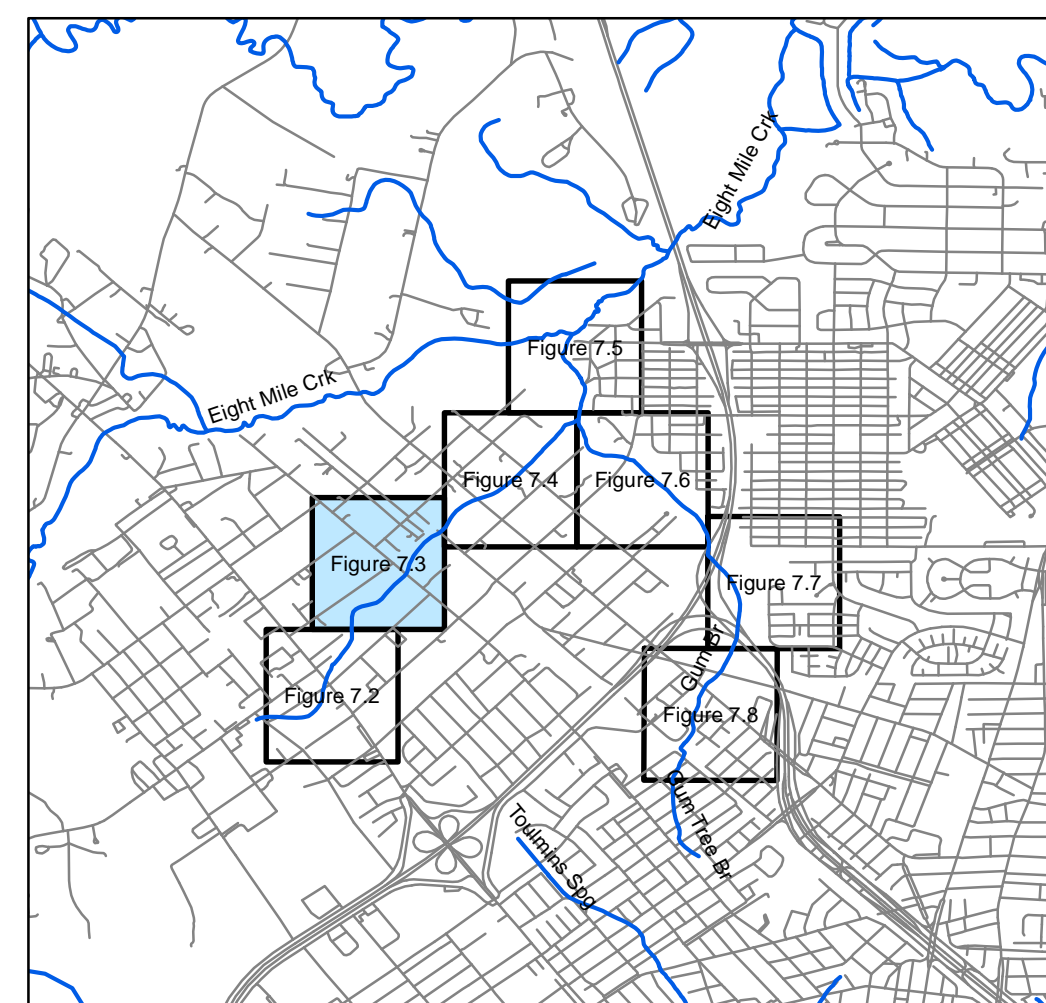 Eight Mile Crk
Figure 7.5
Eight Mile Crk
Figure 7.4
Figure 7.6
Figure 7.3
Figure 7.7
Gum Br
Figure 7.2
Figure 7.8
Gum Tree Br
Toulmins Spg